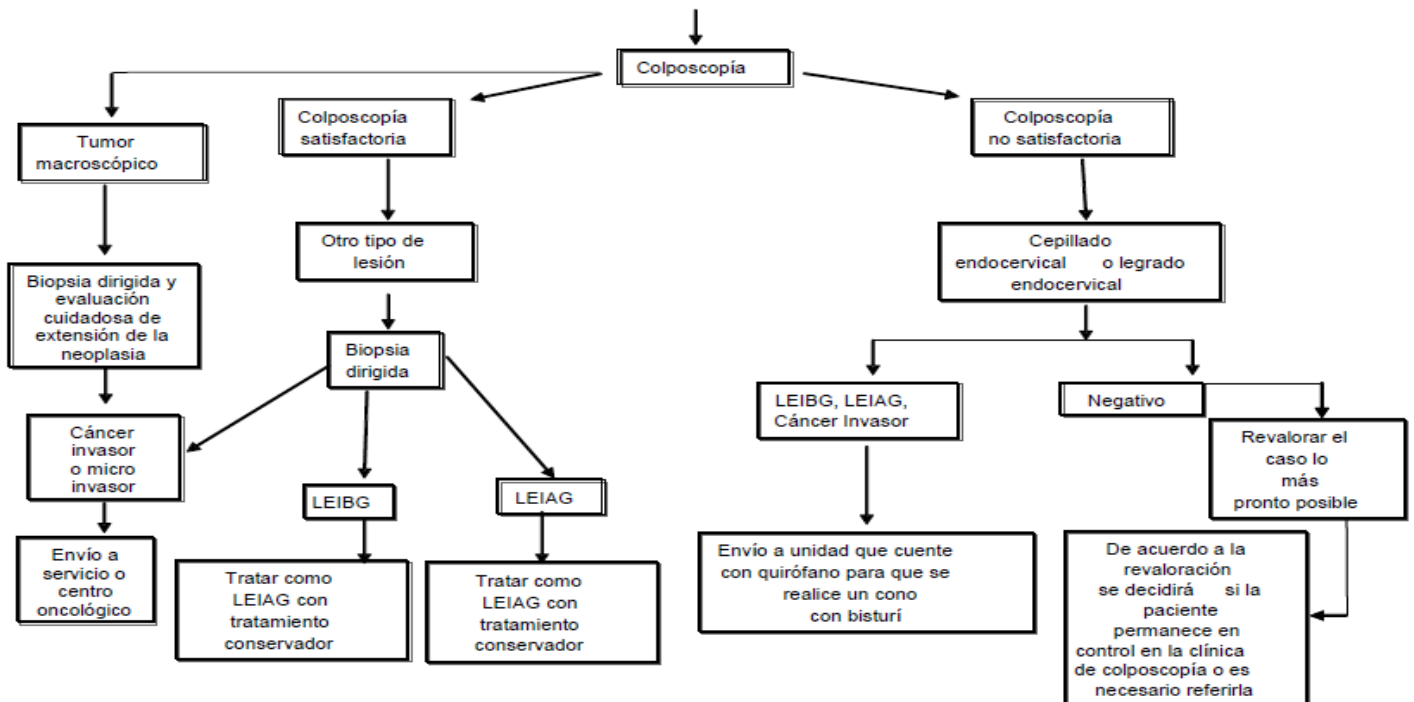 Colposcopía
Tumor
macroscópico
Biopsia dirigida y
evaluación
cuidadosa de
extensión de la
neoplasia
Cáncer
invasor
o micro
invasor
Envío a
servicio o
centro
oncológico
Colposcopía
satisfactoria
Otro tipo de
lesión
Biopsia
dirigida
LEIBG
Tratar como
LEIAG con
tratamiento
conservador
LEIAG
Tratar como
LEIAG con
tratamiento
conservador
Colposcopía
no satisfactoria
Cepillado
endocervical o legrado
endocervical
LEIBG, LEIAG,
Cáncer Invasor
Envío a unidad que cuente
con quirófano para que se
realice un cono
con bisturí
Negativo
Revalorar el
caso lo
más
pronto posible
De acuerdo a la
revaloración
se decidirá si la
paciente
permanece en
control en la clínica
de colposcopía o es
necesario referirla